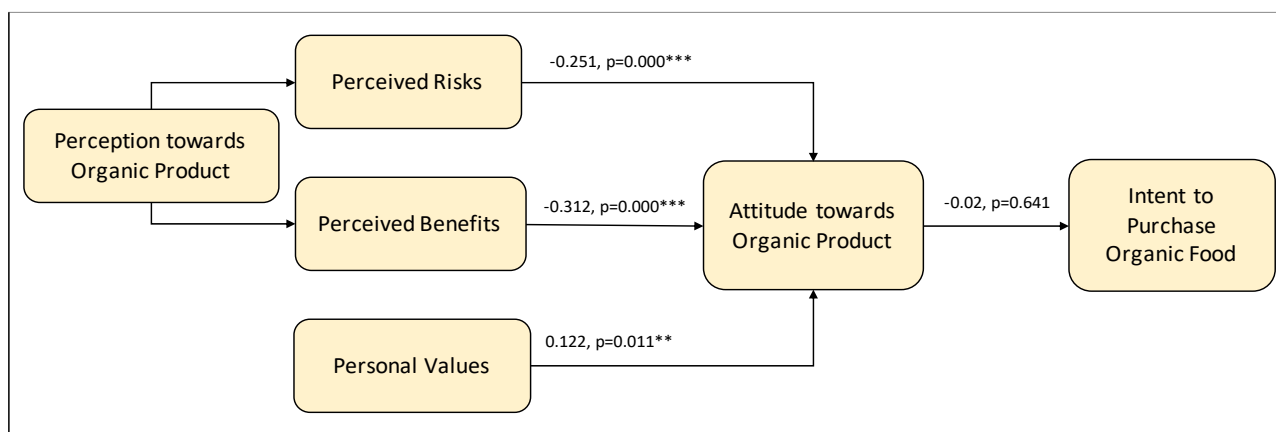 Perceived Risks
-0.251, p=0.000***
Perception towards
Organic Product
Perceived Benefits
-0.312, p=0.000***
Attitude towards
Organic Product
-0.02, p=0.641
Intent to
Purchase
Organic Food
Personal Values
0.122, p=0.011**